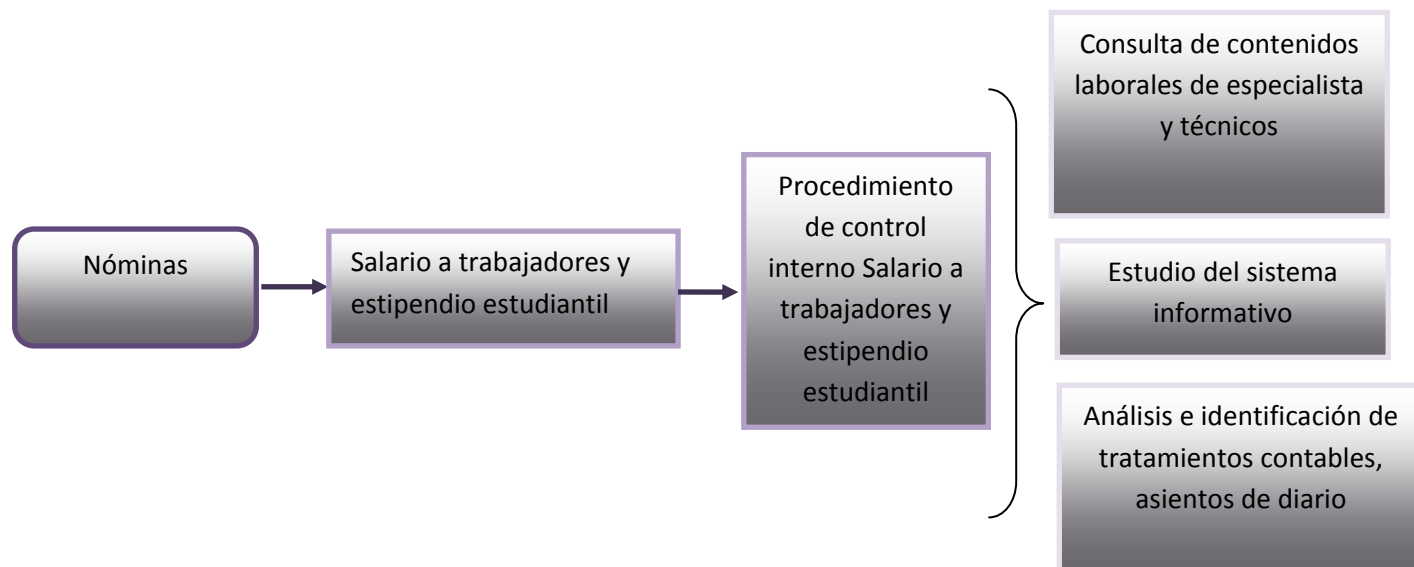 Nóminas
Salario a trabajadores y
estipendio estudiantil
Procedimiento
de control
interno Salario a
trabajadores y
estipendio
estudiantil
Consulta de contenidos
laborales de especialista
y técnicos
Estudio del sistema
informativo
Análisis e identificación de
tratamientos contables,
asientos de diario